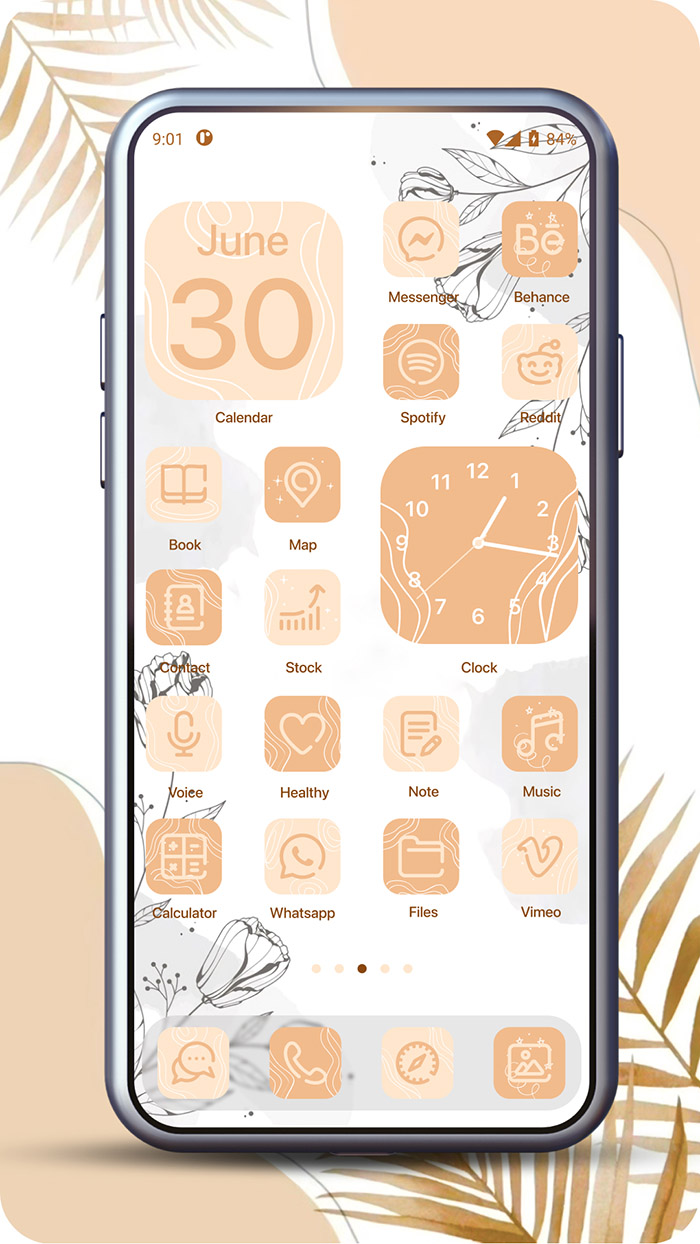 9:01
84%
June
30
Calendar
Messenger
Behance
Bē
Spotify
Reddit
Book
Map
12
1
2
3
4
5
6
7
8
9
10
11
Clock
Contact
Stock
Voice
Healthy
Note
Music
Calculator
Whatsapp
Files
Vimeo